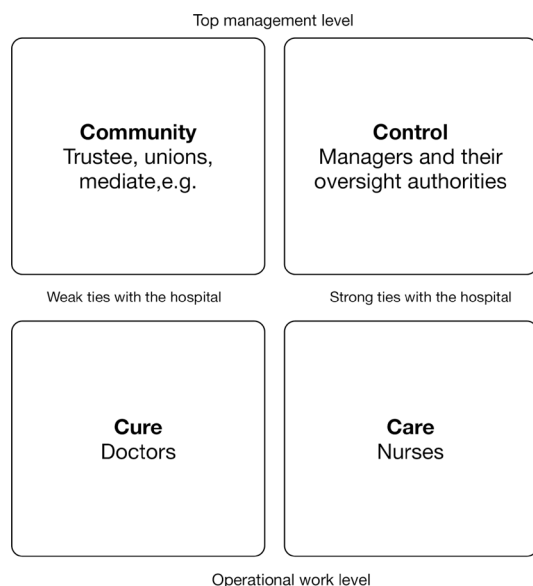 Top management level
Community
Trustee, unions,
mediate,e.g.
Control
Managers and their
oversight authorities
Weak ties with the hospital
Strong ties with the hospital
Cure
Doctors
Care
Nurses
Operational work level